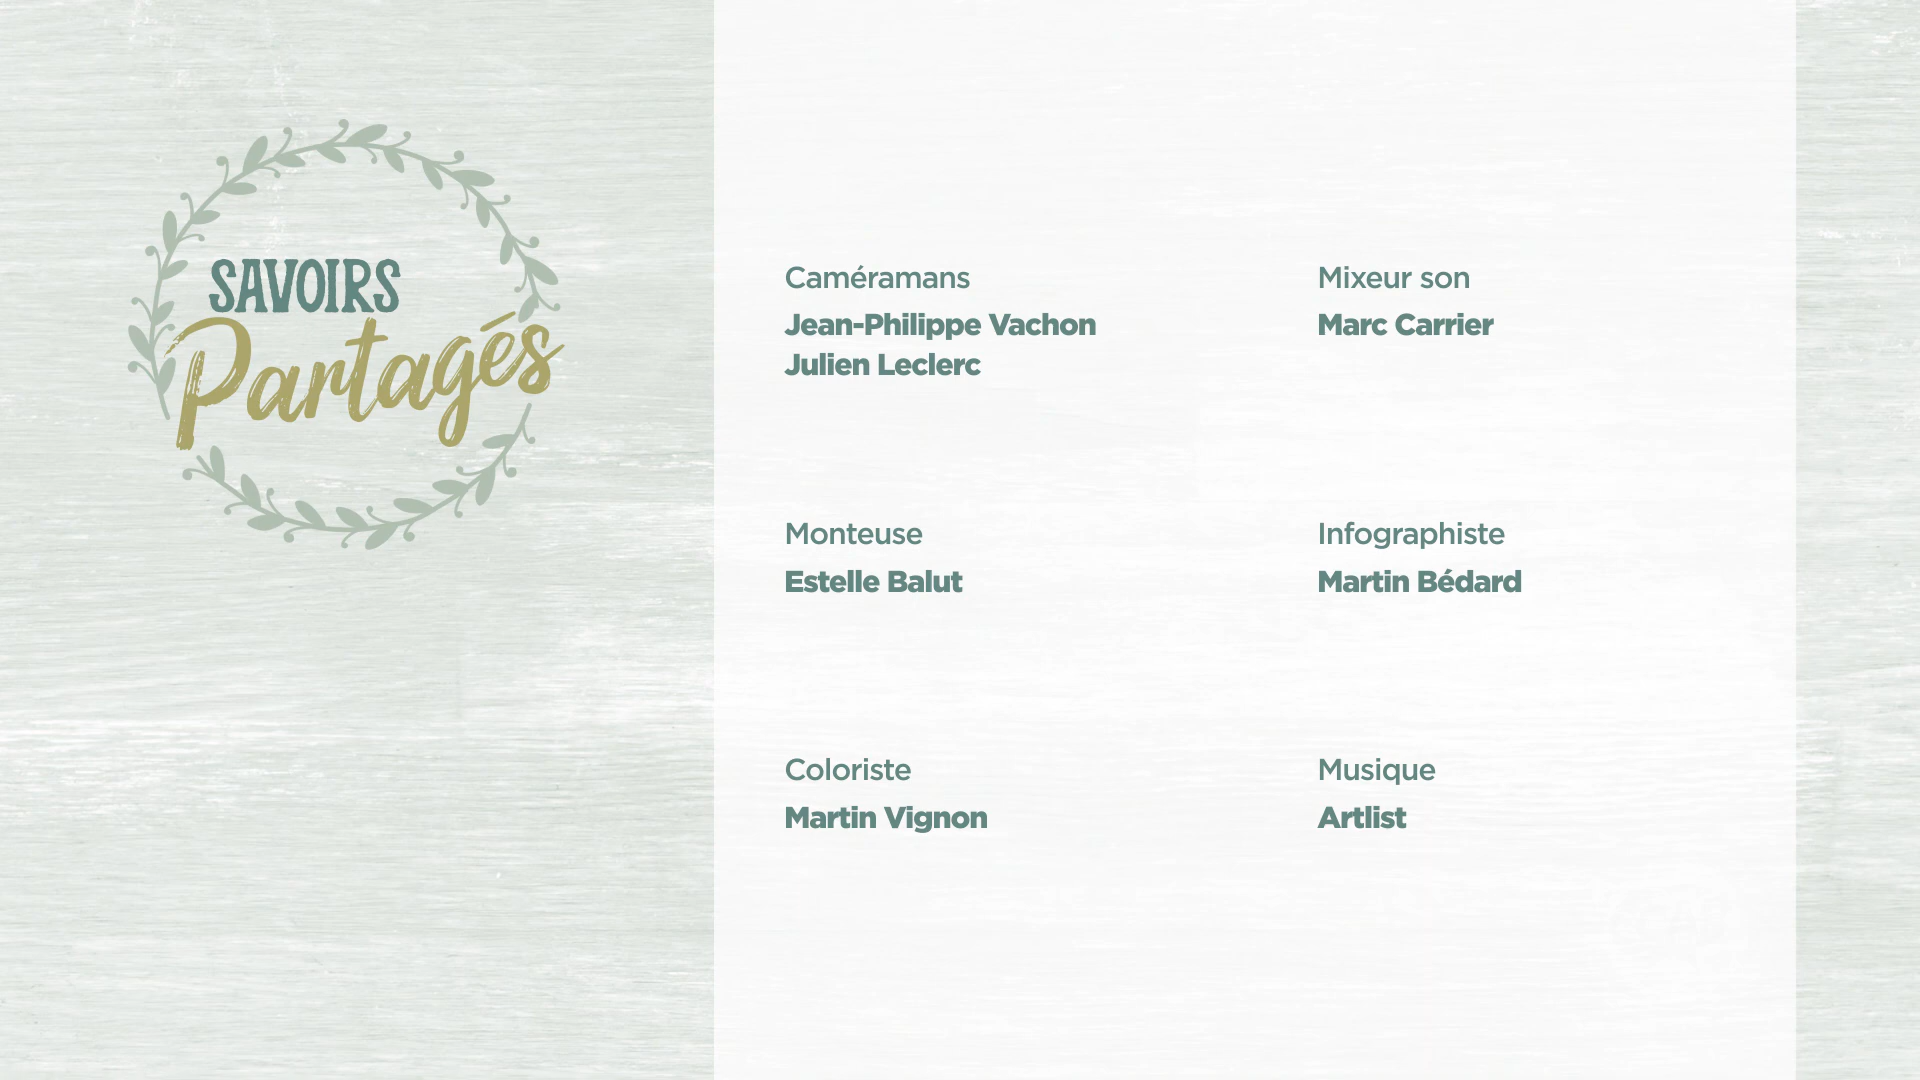 SAVOIRS
Partagés
Caméramans
Jean-Philippe Vachon
Julien Leclerc
Mixeur son
Marc Carrier
Monteuse
Estelle Balut
Infographiste
Martin Bédard
Coloriste
Martin Vignon
Musique
Artlist